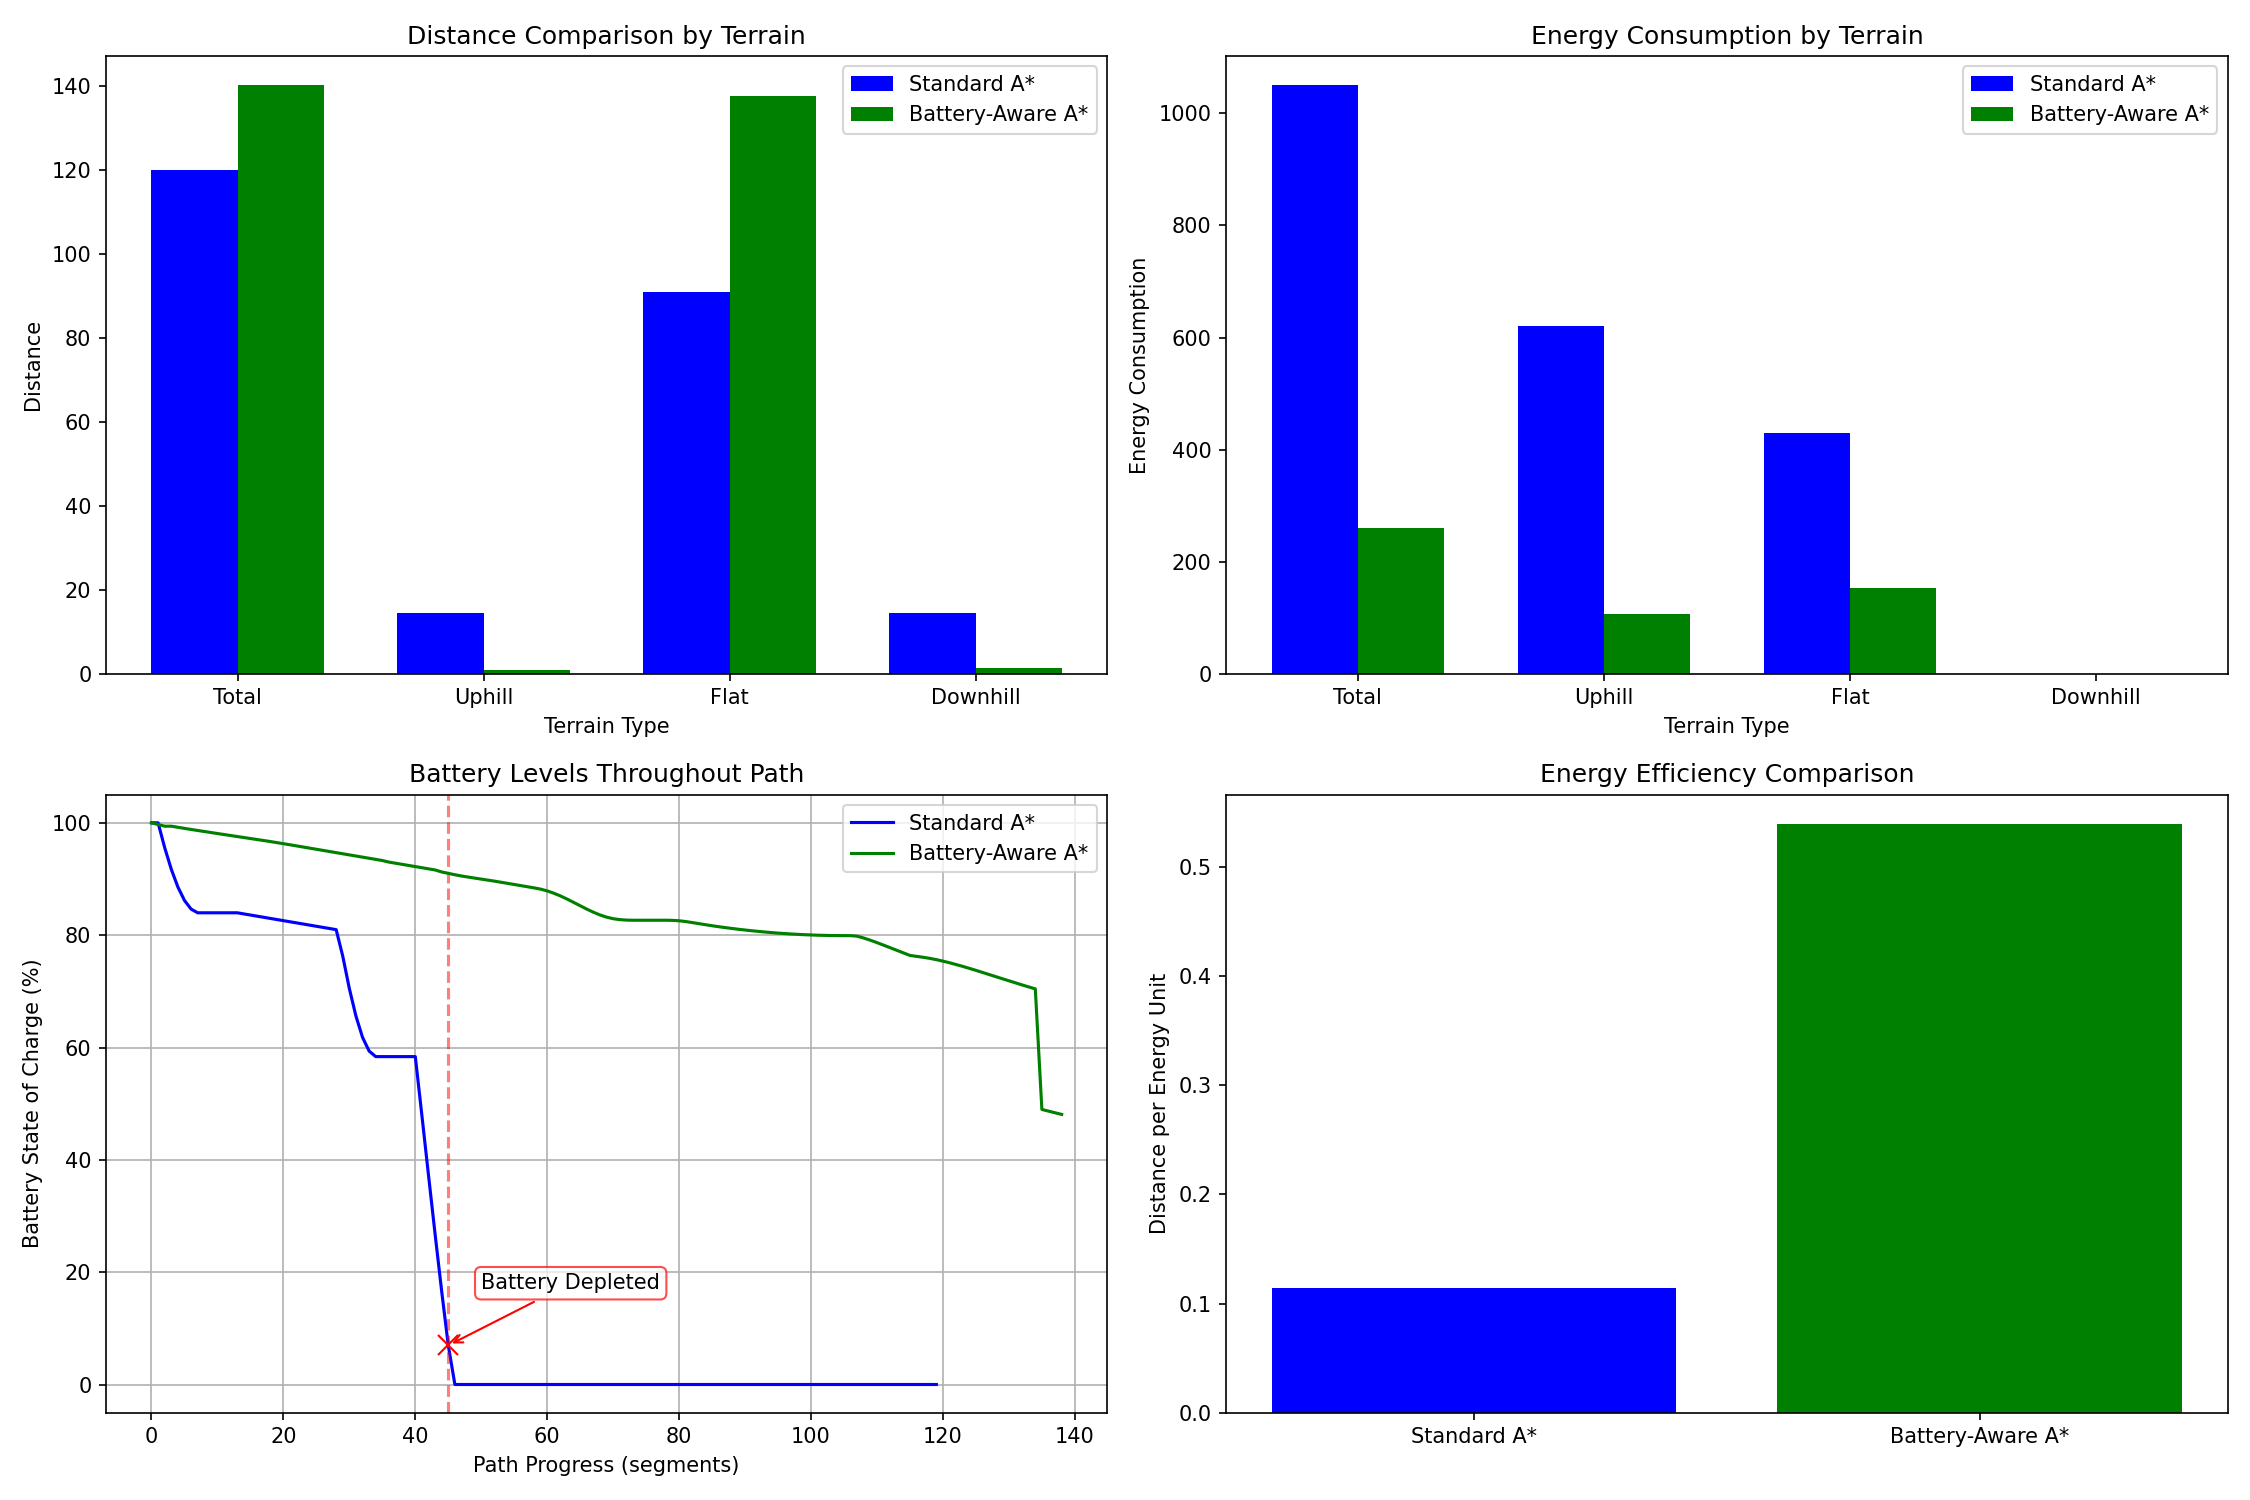 Distance Comparison by Terrain
Standard A*
Battery-Aware A*
140
120
100
80
60
40
20
0
Distance
Total
Uphill
Flat
Downhill
Terrain Type
Energy Consumption by Terrain
Standard A*
Battery-Aware A*
1000
800
600
400
200
0
Energy Consumption
Total
Uphill
Flat
Downhill
Terrain Type
Battery Levels Throughout Path
Standard A*
Battery-Aware A*
100
80
60
40
20
0
Battery State of Charge (%)
Battery Depleted
0
20
40
60
80
100
120
140
Path Progress (segments)
Energy Efficiency Comparison
0.5
0.4
0.3
0.2
0.1
0.0
Distance per Energy Unit
Standard A*
Battery-Aware A*